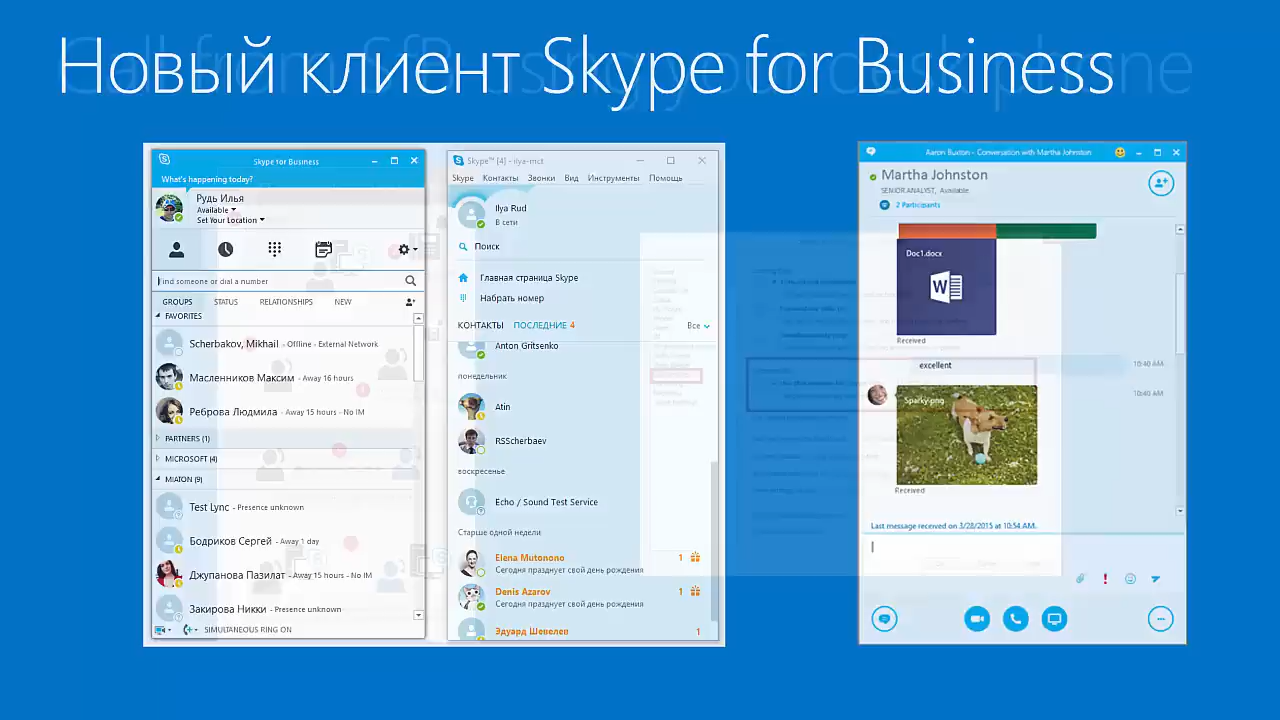 Новый клиент Skype for Business
Skype for Business
What's happening today?
Рудь Илья
Available
Set Your Location
Find someone or dial a number
GROUPS STATUS RELATIONSHIPS NEW
FAVORITES
Scherbakov, Mikhail - Offline - External Network
Масленников Максим - Away 16 hours
Реброва Людмила - Away 15 hours - No IM
PARTNERS (1)
MICROSOFT (4)
MIATON (9)
Test Lync - Presence unknown
Бодриков Сергей - Away 1 day
Джупанова Пазилат - Away 15 hours - No IM
Закирова Никки - Presence unknown
SIMULTANEOUS RING ON
Skype™ [4] - ilya-mct
Skype Контакты Звонки Вид Инструменты Помощь
Ilya Rud
В сети
Поиск
Главная страница Skype
Набрать номер
КОНТАКТЫ ПОСЛЕДНИЕ 4 Все
Anton Gritsenko
понедельник
Atin
RSScherbaev
воскресенье
Echo / Sound Test Service
Старше одной недели
Elena Mutonono 1
Сегодня празднует свой день рождения
Denis Azarov 1
Сегодня празднует свой день рождения
Эдуард Шевелев 1
Aaron Buxton - Conversation with Martha Johnston
Martha Johnston
SENIOR ANALYST, Available
2 Participants
Doc1.docx
W
Received
excellent 10:40 AM
10:40 AM
Sparky.png
Received
Last message received on 3/28/2015 at 10:54 AM.